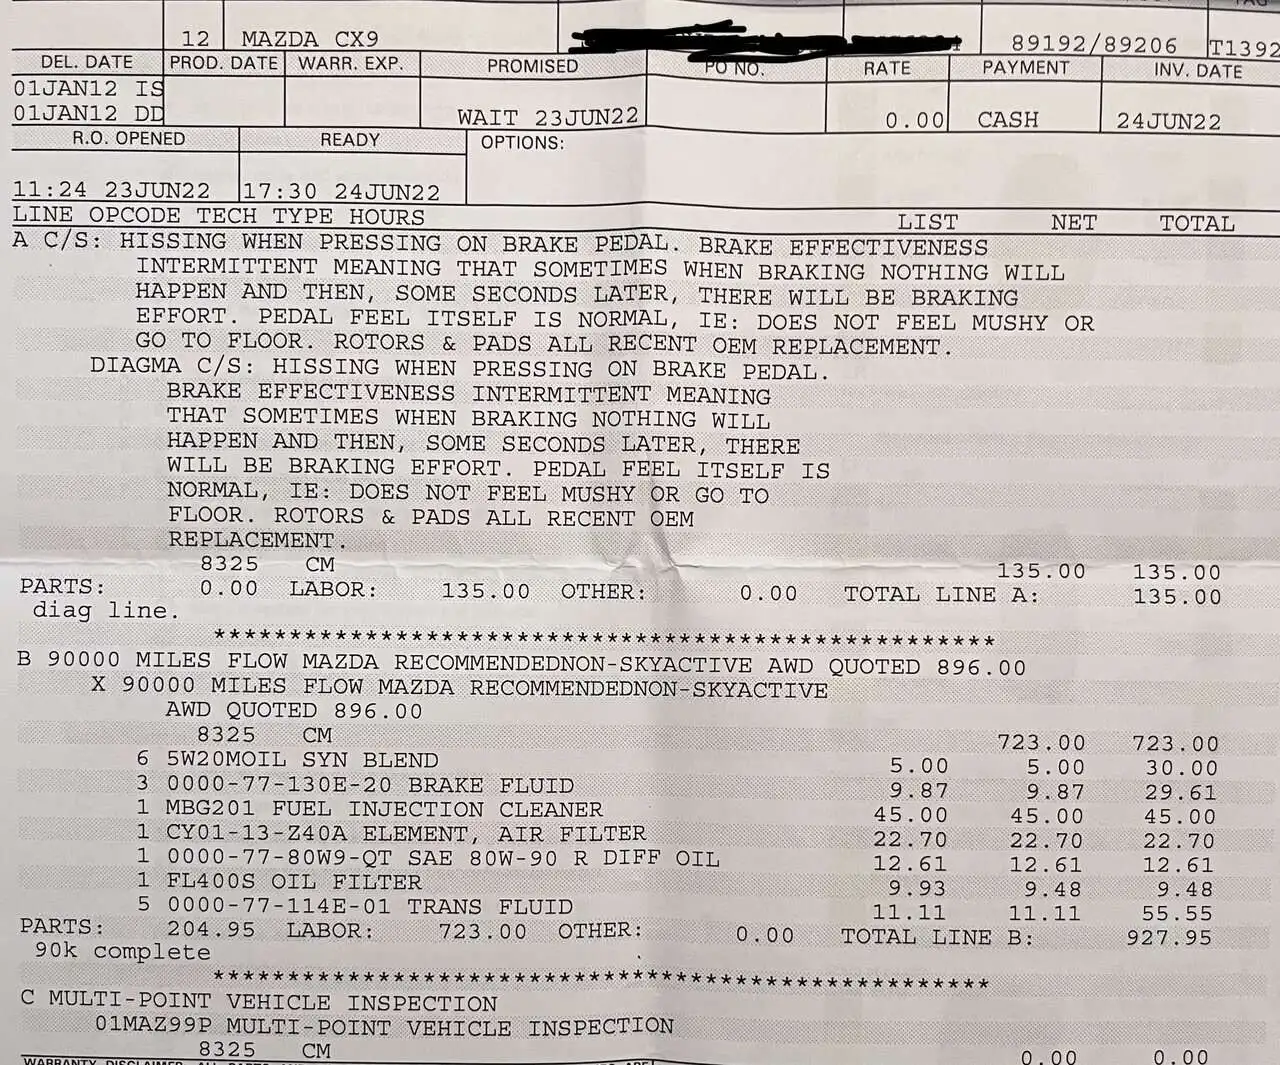 12 MAZDA CX9 89192/89206 T1392
DEL. DATE PROD. DATE WARR. EXP. PROMISED PO NO. RATE PAYMENT INV. DATE
01JAN12 IS
01JAN12 DD WAIT 23JUN22 0.00 CASH 24JUN22
R.O. OPENED READY OPTIONS:
11:24 23JUN22 17:30 24JUN22
LINE OPCODE TECH TYPE HOURS LIST NET TOTAL
A C/S: HISSING WHEN PRESSING ON BRAKE PEDAL. BRAKE EFFECTIVENESS
INTERMITTENT MEANING THAT SOMETIMES WHEN BRAKING NOTHING WILL
HAPPEN AND THEN, SOME SECONDS LATER, THERE WILL BE BRAKING
EFFORT. PEDAL FEEL ITSELF IS NORMAL, IE: DOES NOT FEEL MUSHY OR
GO TO FLOOR. ROTORS & PADS ALL RECENT OEM REPLACEMENT.
DIAGMA C/S: HISSING WHEN PRESSING ON BRAKE PEDAL.
BRAKE EFFECTIVENESS INTERMITTENT MEANING
THAT SOMETIMES WHEN BRAKING NOTHING WILL
HAPPEN AND THEN, SOME SECONDS LATER, THERE
WILL BE BRAKING EFFORT. PEDAL FEEL ITSELF IS
NORMAL, IE: DOES NOT FEEL MUSHY OR GO TO
FLOOR. ROTORS & PADS ALL RECENT OEM
REPLACEMENT.
8325 CM 135.00 135.00
PARTS: 0.00 LABOR: 135.00 OTHER: 0.00 TOTAL LINE A: 135.00
diag line.
***************************************************
B 90000 MILES FLOW MAZDA RECOMMENDEDNON-SKYACTIVE AWD QUOTED 896.00
X 90000 MILES FLOW MAZDA RECOMMENDEDNON-SKYACTIVE
AWD QUOTED 896.00
8325 CM 723.00 723.00
6 5W20MOIL SYN BLEND 5.00 5.00 30.00
3 0000-77-130E-20 BRAKE FLUID 9.87 9.87 29.61
1 MBG201 FUEL INJECTION CLEANER 45.00 45.00 45.00
1 CY01-13-Z40A ELEMENT, AIR FILTER 22.70 22.70 22.70
1 0000-77-80W9-QT SAE 80W-90 R DIFF OIL 12.61 12.61 12.61
1 FL400S OIL FILTER 9.93 9.48 9.48
5 0000-77-114E-01 TRANS FLUID 11.11 11.11 55.55
PARTS: 204.95 LABOR: 723.00 OTHER: 0.00 TOTAL LINE B: 927.95
90k complete
***************************************************
C MULTI-POINT VEHICLE INSPECTION
01MAZ99P MULTI-POINT VEHICLE INSPECTION
8325 CM 0.00 0.00